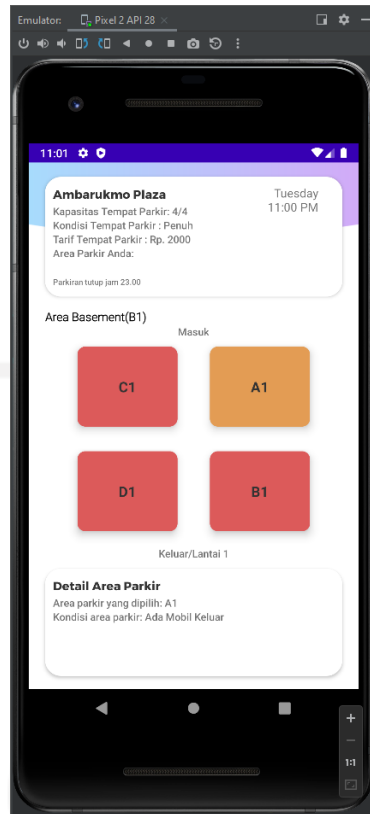 Emulator: Pixel 2 API 28
11:01
Ambarukmo Plaza
Tuesday
11:00 PM
Kapasitas Tempat Parkir: 4/4
Kondisi Tempat Parkir : Penuh
Tarif Tempat Parkir : Rp. 2000
Area Parkir Anda:
Parkiran tutup jam 23.00
Area Basement(B1)
Masuk
C1
A1
D1
B1
Keluar/Lantai 1
Detail Area Parkir
Area parkir yang dipilih: A1
Kondisi area parkir: Ada Mobil Keluar
1:1